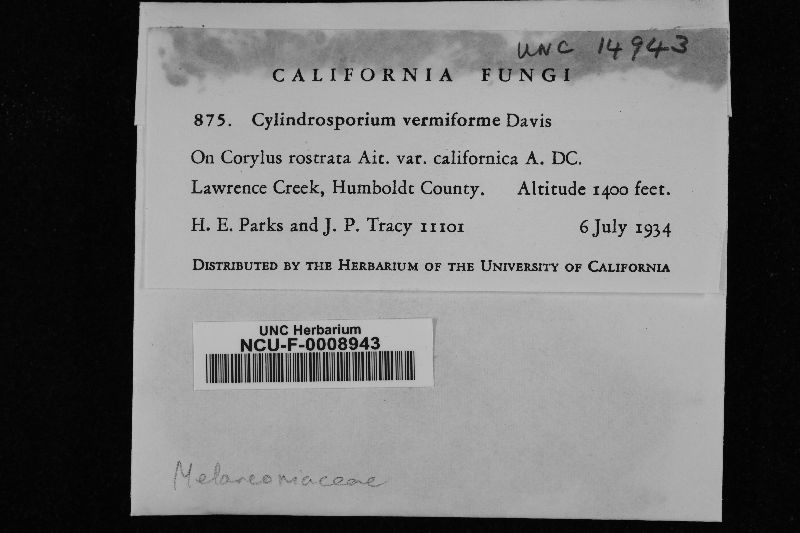 UNC 14943
CALIFORNIA FUNGI
875. Cylindrosporium vermiforme Davis
On Corylus rostrata Ait. var. californica A. DC.
Lawrence Creek, Humboldt County. Altitude 1400 feet.
H. E. Parks and J. P. Tracy 11101 6 July 1934
DISTRIBUTED BY THE HERBARIUM OF THE UNIVERSITY OF CALIFORNIA
UNC Herbarium
NCU-F-0008943
Melanconiaceae